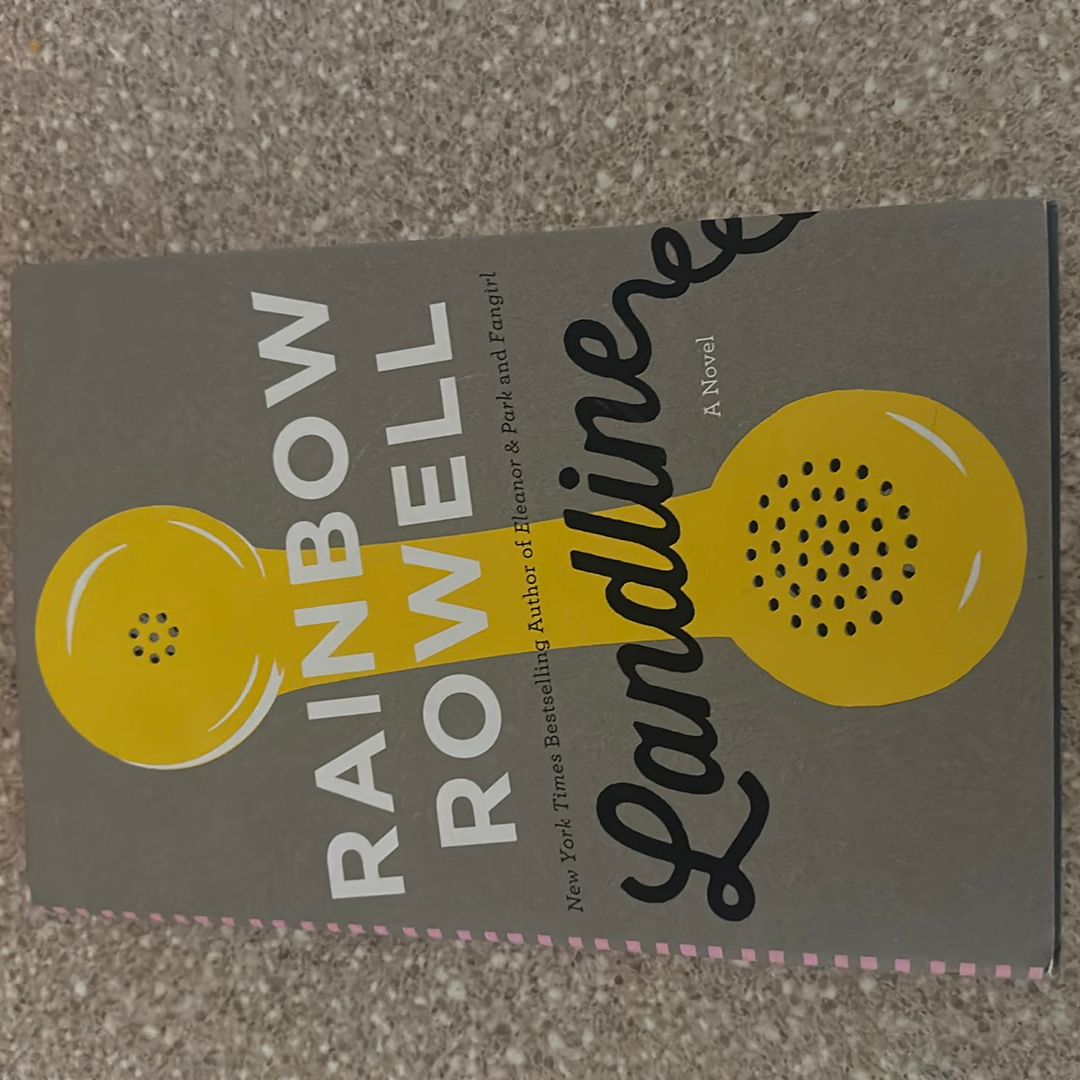 RAINBOW
ROWELL
New York Times Bestselling Author of Eleanor & Park and Fangirl
Landline
A Novel